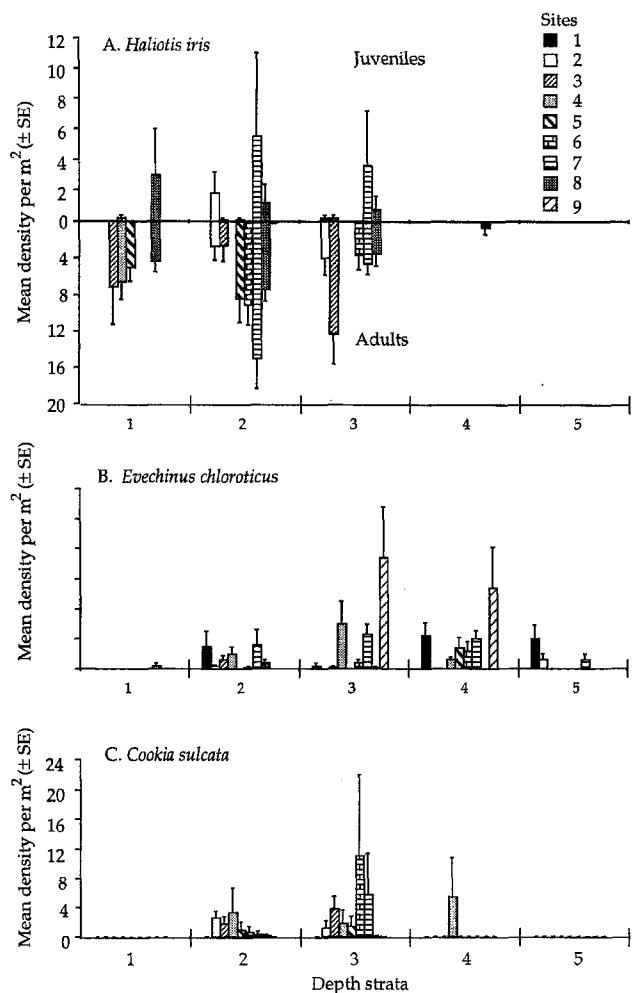 Sites
1
2
3
4
5
6
7
8
9
A. Haliotis iris
Juveniles
Adults
Mean density per m² (± SE)
12
10
8
6
4
2
0
4
8
12
16
20
1 2 3 4 5
B. Evechinus chloroticus
Mean density per m² (± SE)
1 2 3 4 5
C. Cookia sulcata
Mean density per m² (± SE)
24
20
16
12
8
4
0
1 2 3 4 5
Depth strata